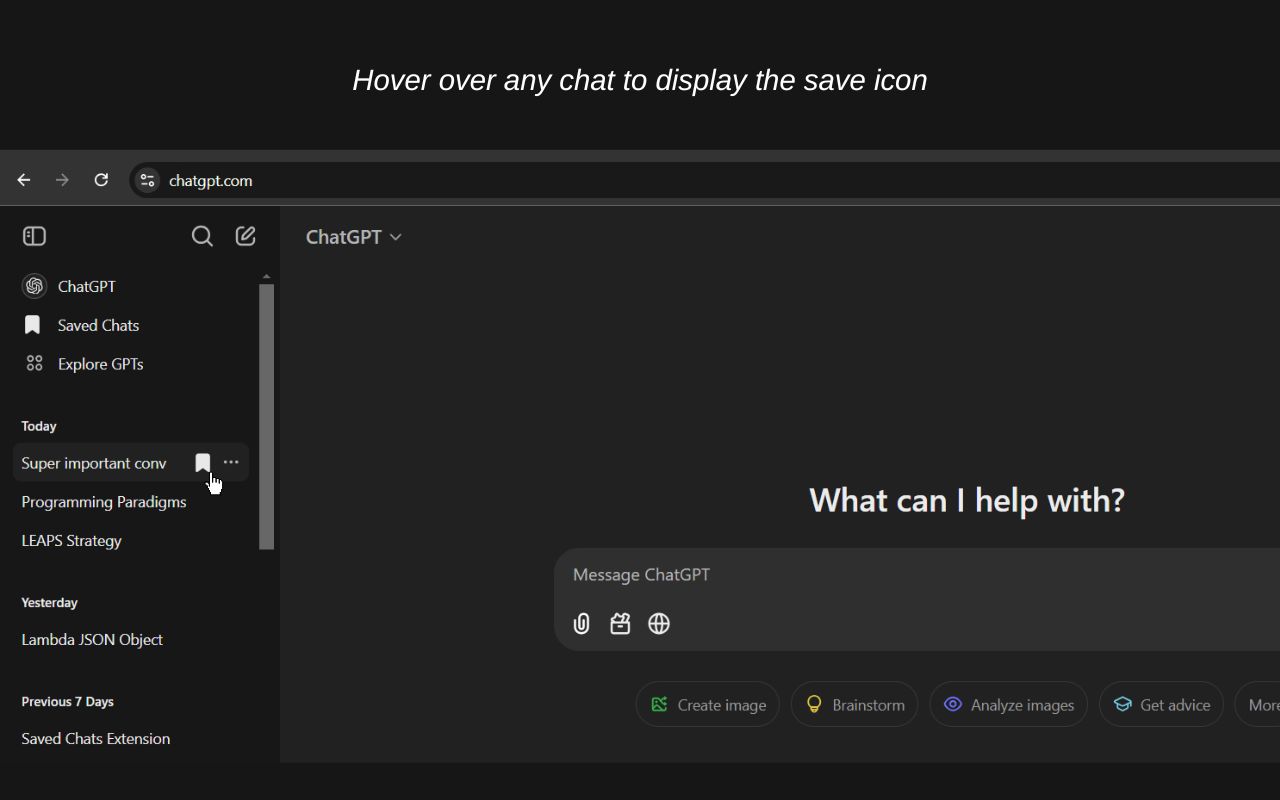 Hover over any chat to display the save icon
chatgpt.com
ChatGPT
ChatGPT
Saved Chats
Explore GPTs
Today
Super important conv
Programming Paradigms
LEAPS Strategy
Yesterday
Lambda JSON Object
Previous 7 Days
Saved Chats Extension
What can I help with?
Message ChatGPT
Create image Brainstorm Analyze images Get advice More